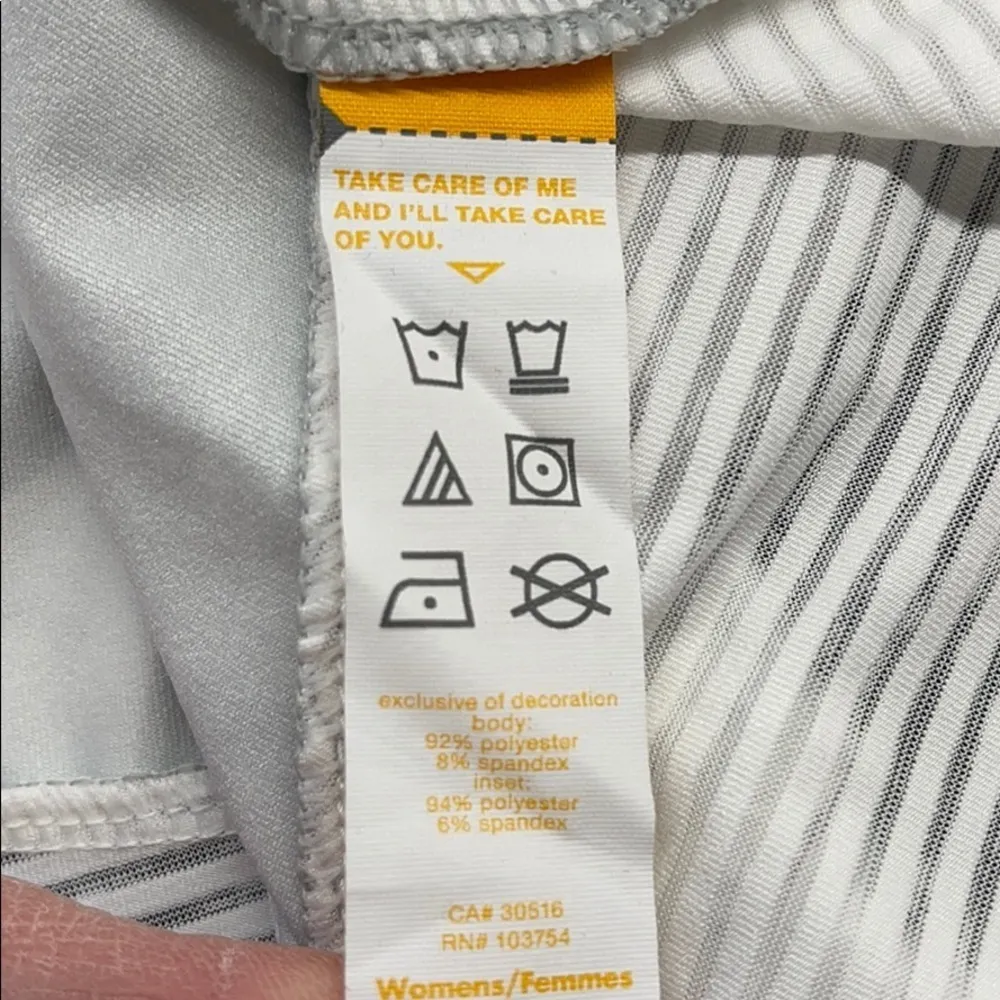 TAKE CARE OF ME
AND I'LL TAKE CARE
OF YOU.
exclusive of decoration
body:
92% polyester
8% spandex
inset:
94% polyester
6% spandex
CA# 30516
RN# 103754
Womens/Femmes